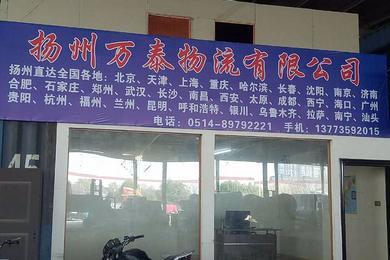 扬州万泰物流有限公司
扬州直达全国各地：北京、天津、上海、重庆、哈尔滨、长春、沈阳、南京、济南
合肥、石家庄、郑州、武汉、长沙、南昌、西安、太原、成都、西宁、海口、广州
贵阳、杭州、福州、兰州、昆明、呼和浩特、银川、乌鲁木齐、拉萨、南宁、汕头
电话：0514-89792221 手机：13773592015